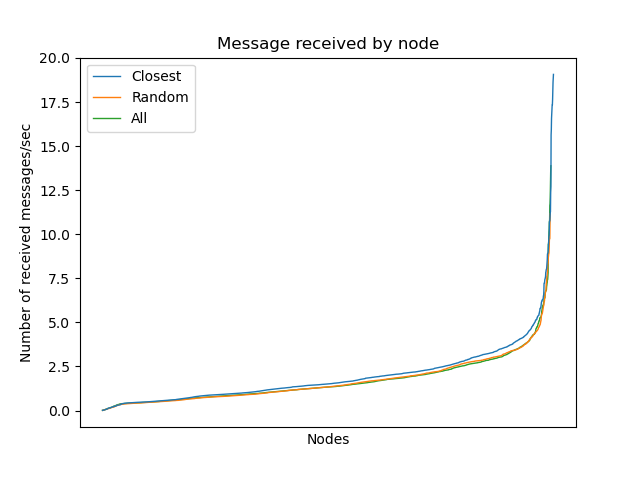 Message received by node
Closest
Random
All
20.0
17.5
15.0
12.5
10.0
7.5
5.0
2.5
0.0
Number of received messages/sec
Nodes